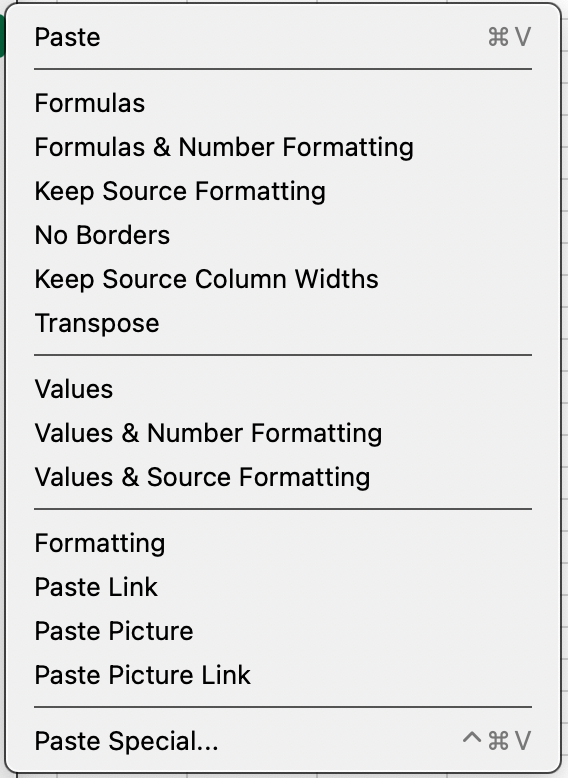 Paste ⌘V
Formulas
Formulas & Number Formatting
Keep Source Formatting
No Borders
Keep Source Column Widths
Transpose
Values
Values & Number Formatting
Values & Source Formatting
Formatting
Paste Link
Paste Picture
Paste Picture Link
Paste Special... ^⌘V